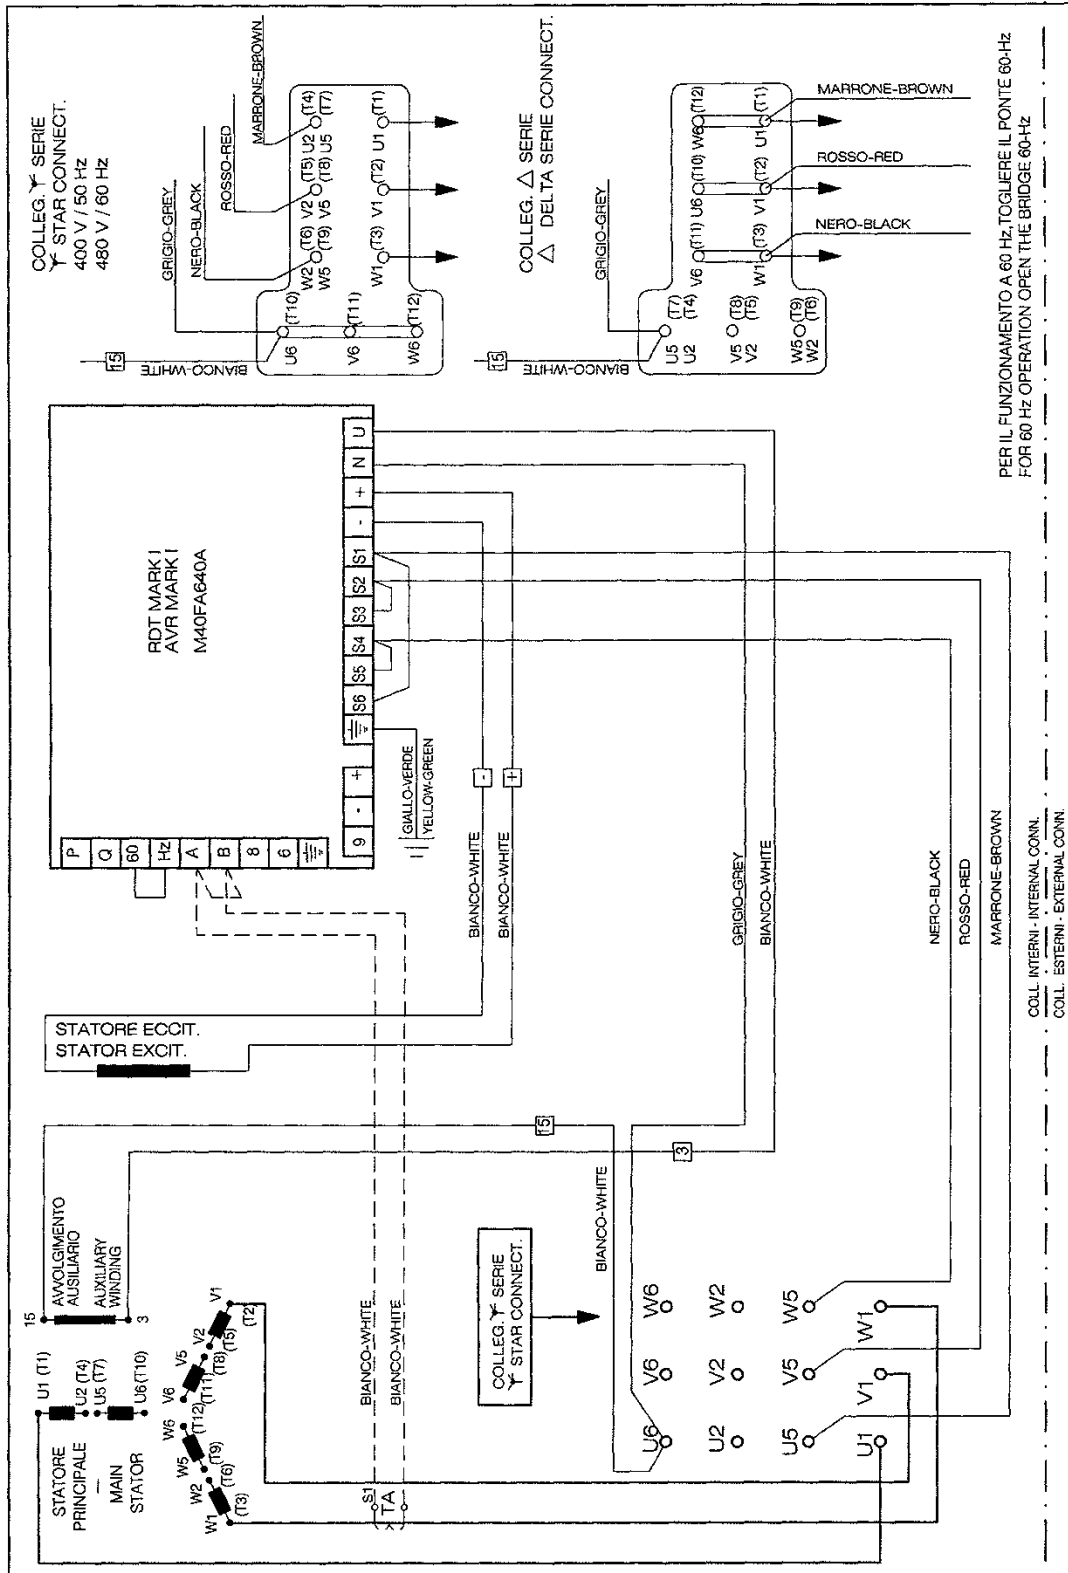 COLLEG. Y SERIE
Y STAR CONNECT.
400 V / 50 Hz
480 V / 60 Hz
GRIGIO-GREY
NERO-BLACK
ROSSO-RED
MARRONE-BROWN
15
BIANCO-WHITE
U6 (T10)
V6 (T11)
W6 (T12)
W2 (T6)
W5 (T9)
V2 (T5)
V5 (T8)
U2 (T4)
U5 (T7)
W1 (T3)
V1 (T2)
U1 (T1)
COLLEG. △ SERIE
△ DELTA SERIE CONNECT.
GRIGIO-GREY
15
BIANCO-WHITE
U5 (T7)
U2 (T4)
V5 (T8)
V2 (T5)
W5 (T9)
W2 (T6)
V6 (T11)
U6 (T10)
W6 (T12)
W1 (T3)
V1 (T2)
U1 (T1)
MARRONE-BROWN
ROSSO-RED
NERO-BLACK
PER IL FUNZIONAMENTO A 60 Hz, TOGLIERE IL PONTE 60-Hz
FOR 60 Hz OPERATION OPEN THE BRIDGE 60-Hz
RDT MARK I
AVR MARK I
M40FA640A
P
Q
60
Hz
A
B
8
6
9
-
+
S6
S5
S4
S3
S2
S1
-
+
N
U
GIALLO-VERDE
YELLOW-GREEN
-
+
BIANCO-WHITE
BIANCO-WHITE
GRIGIO-GREY
BIANCO-WHITE
NERO-BLACK
ROSSO-RED
MARRONE-BROWN
STATORE ECCIT.
STATOR EXCIT.
15
3
15
AVVOLGIMENTO
AUSILIARIO
AUXILIARY
WINDING
3
STATORE
PRINCIPALE
—
MAIN
STATOR
U1 (T1)
U2 (T4)
U5 (T7)
U6 (T10)
W1 (T3)
W2 (T6)
W5 (T9)
W6 (T12)
V6 (T11)
V5 (T8)
V2 (T5)
V1 (T2)
S1
TA
x
BIANCO-WHITE
BIANCO-WHITE
COLLEG. Y SERIE
Y STAR CONNECT.
BIANCO-WHITE
U6 V6 W6
U2 V2 W2
U5 V5 W5
U1 V1 W1
COLL. INTERNI - INTERNAL CONN.
COLL. ESTERNI - EXTERNAL CONN.